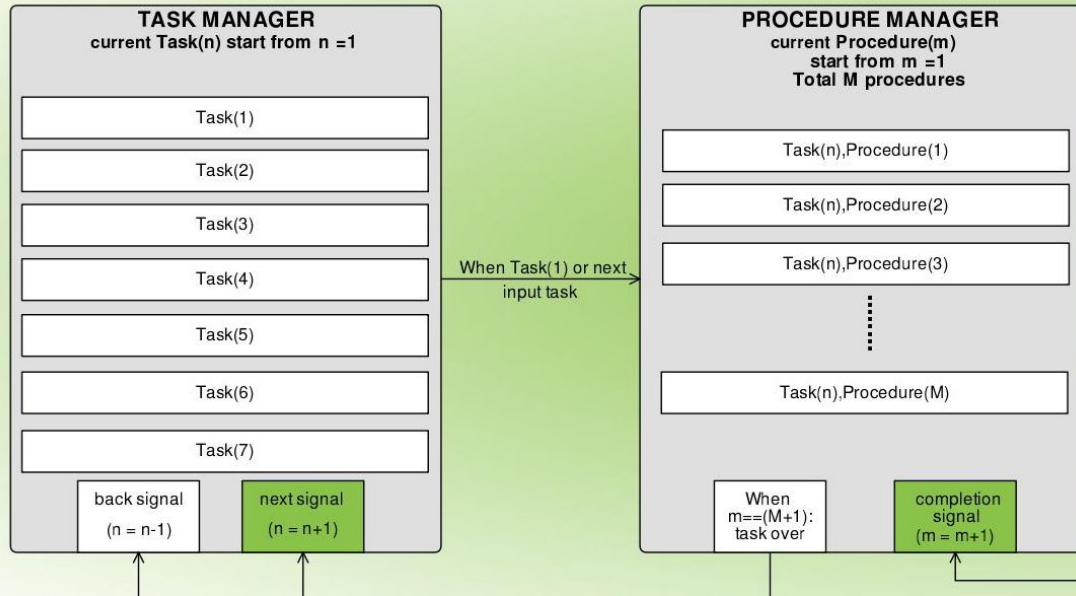 TASK MANAGER
current Task(n) start from n =1
Task(1)
Task(2)
Task(3)
Task(4)
Task(5)
Task(6)
Task(7)
back signal
(n = n-1)
next signal
(n = n+1)
When Task(1) or next
input task
PROCEDURE MANAGER
current Procedure(m)
start from m =1
Total M procedures
Task(n),Procedure(1)
Task(n),Procedure(2)
Task(n),Procedure(3)
Task(n),Procedure(M)
When
m==(M+1):
task over
completion
signal
(m = m+1)